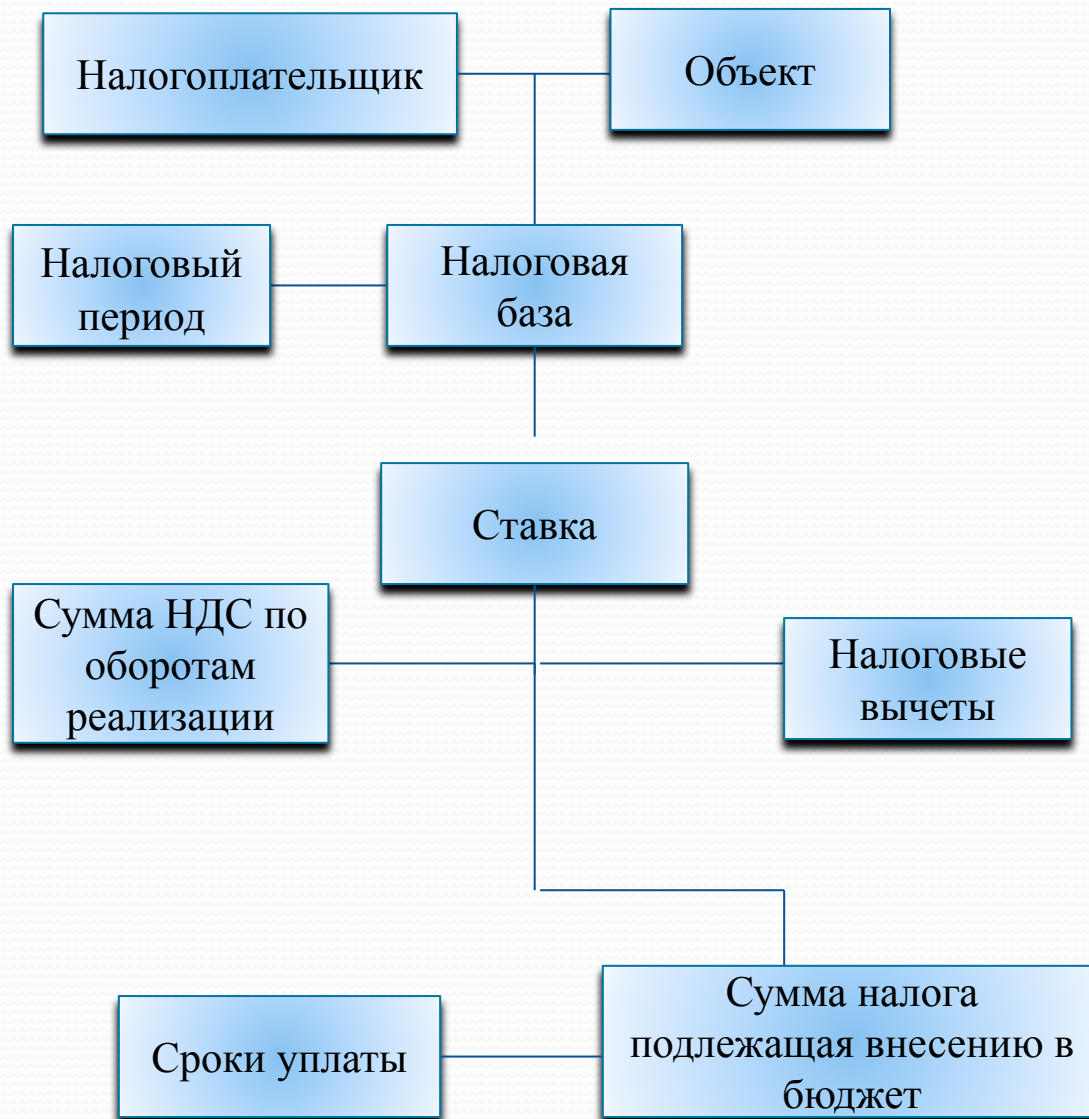 Налогоплательщик
Объект
Налоговый
период
Налоговая
база
Ставка
Сумма НДС по
оборотам
реализации
Налоговые
вычеты
Сроки уплаты
Сумма налога
подлежащая внесению в
бюджет